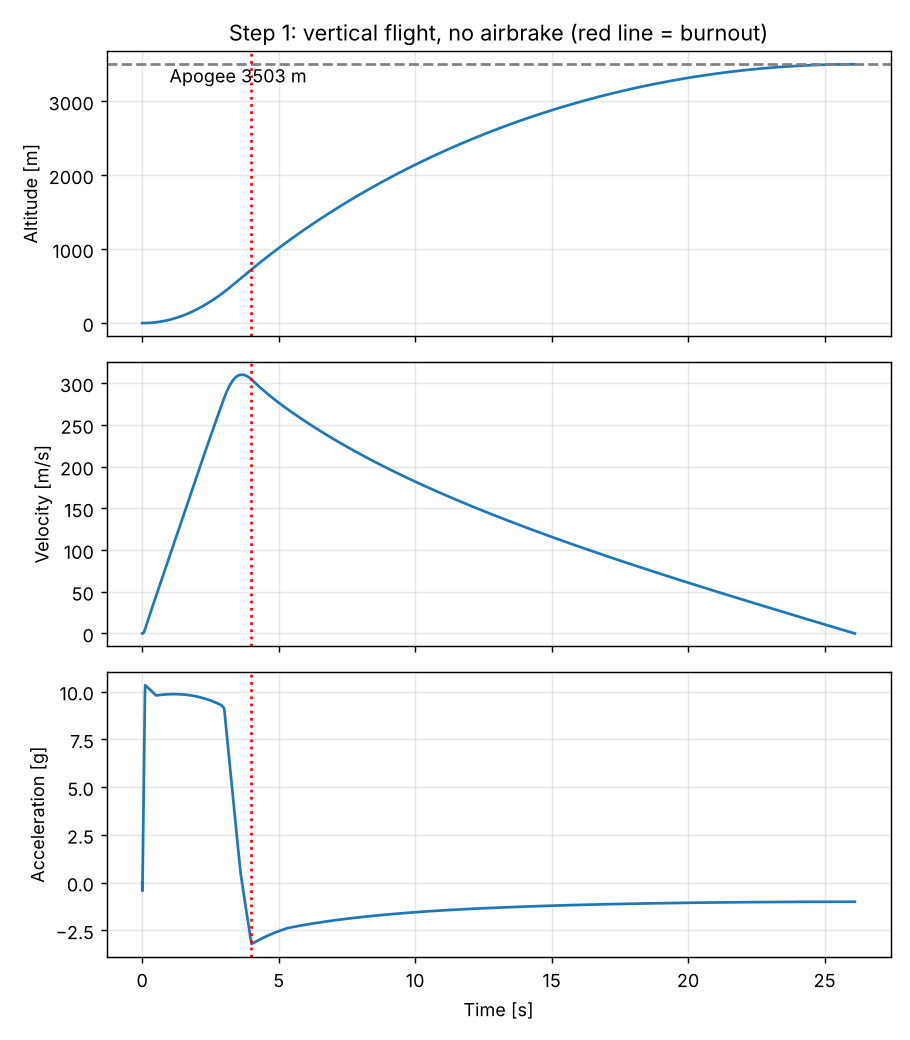 Step 1: vertical flight, no airbrake (red line = burnout)
Apogee 3503 m
3000
2000
1000
0
Altitude [m]
300
250
200
150
100
50
0
Velocity [m/s]
10.0
7.5
5.0
2.5
0.0
−2.5
Acceleration [g]
0 5 10 15 20 25
Time [s]